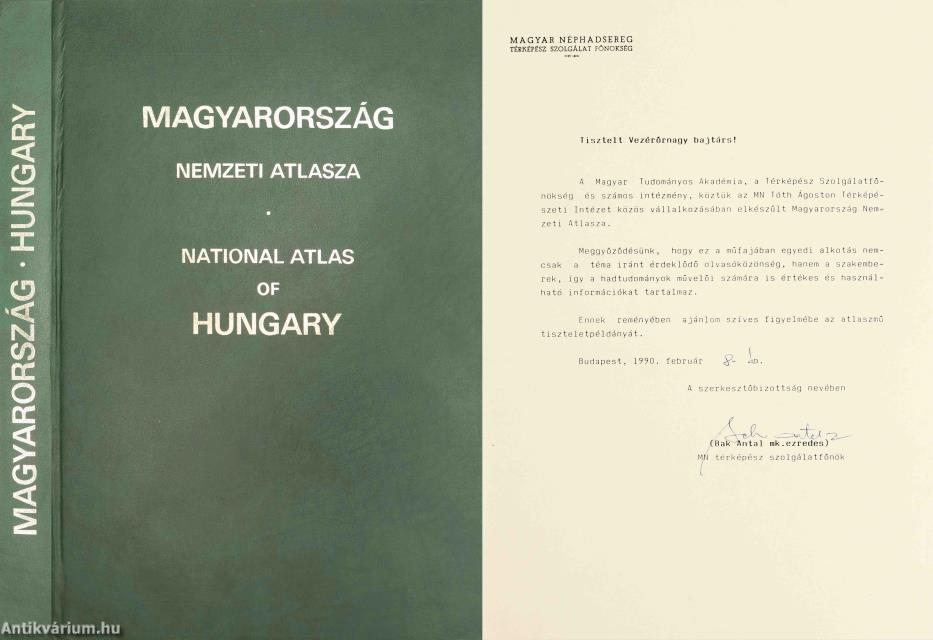 MAGYARORSZÁG · HUNGARY
MAGYARORSZÁG
NEMZETI ATLASZA
·
NATIONAL ATLAS
OF
HUNGARY
MAGYAR NÉPHADSEREG
TÉRKÉPÉSZ SZOLGÁLAT FŐNÖKSÉG
Tisztelt Vezérőrnagy bajtárs!
A Magyar Tudományos Akadémia, a Térképész Szolgálatfő-
nökség és számos intézmény, köztük az MN Tóth Ágoston Térképé-
szeti Intézet közös vállalkozásában elkészült Magyarország Nem-
zeti Atlasza.
Meggyőződésünk, hogy ez a műfajában egyedi alkotás nem-
csak a téma iránt érdeklődő olvasóközönség, hanem a szakembe-
rek, így a hadtudományok művelői számára is értékes és használ-
ható információkat tartalmaz.
Ennek reményében ajánlom szíves figyelmébe az atlaszmű
tiszteletpéldányát.
Budapest, 1990. február 8-
A szerkesztőbizottság nevében
(Bak Antal mk.ezredes)
MN térképész szolgálatfőnök
Antikvárium.hu